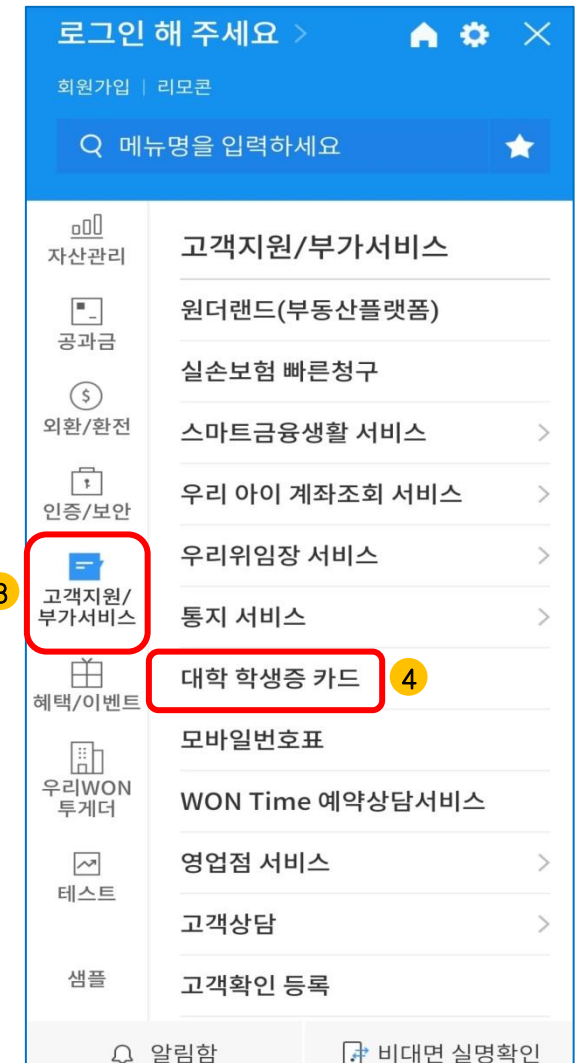 로그인 해 주세요 >
회원가입 | 리모콘
메뉴명을 입력하세요
자산관리
공과금
외환/환전
인증/보안
3
고객지원/
부가서비스
혜택/이벤트
우리WON
투게더
테스트
샘플
고객지원/부가서비스
원더랜드(부동산플랫폼)
실손보험 빠른청구
스마트금융생활 서비스 >
우리 아이 계좌조회 서비스 >
우리위임장 서비스 >
통지 서비스 >
대학 학생증 카드 4
모바일번호표
WON Time 예약상담서비스
영업점 서비스 >
고객상담 >
고객확인 등록
알림함
비대면 실명확인